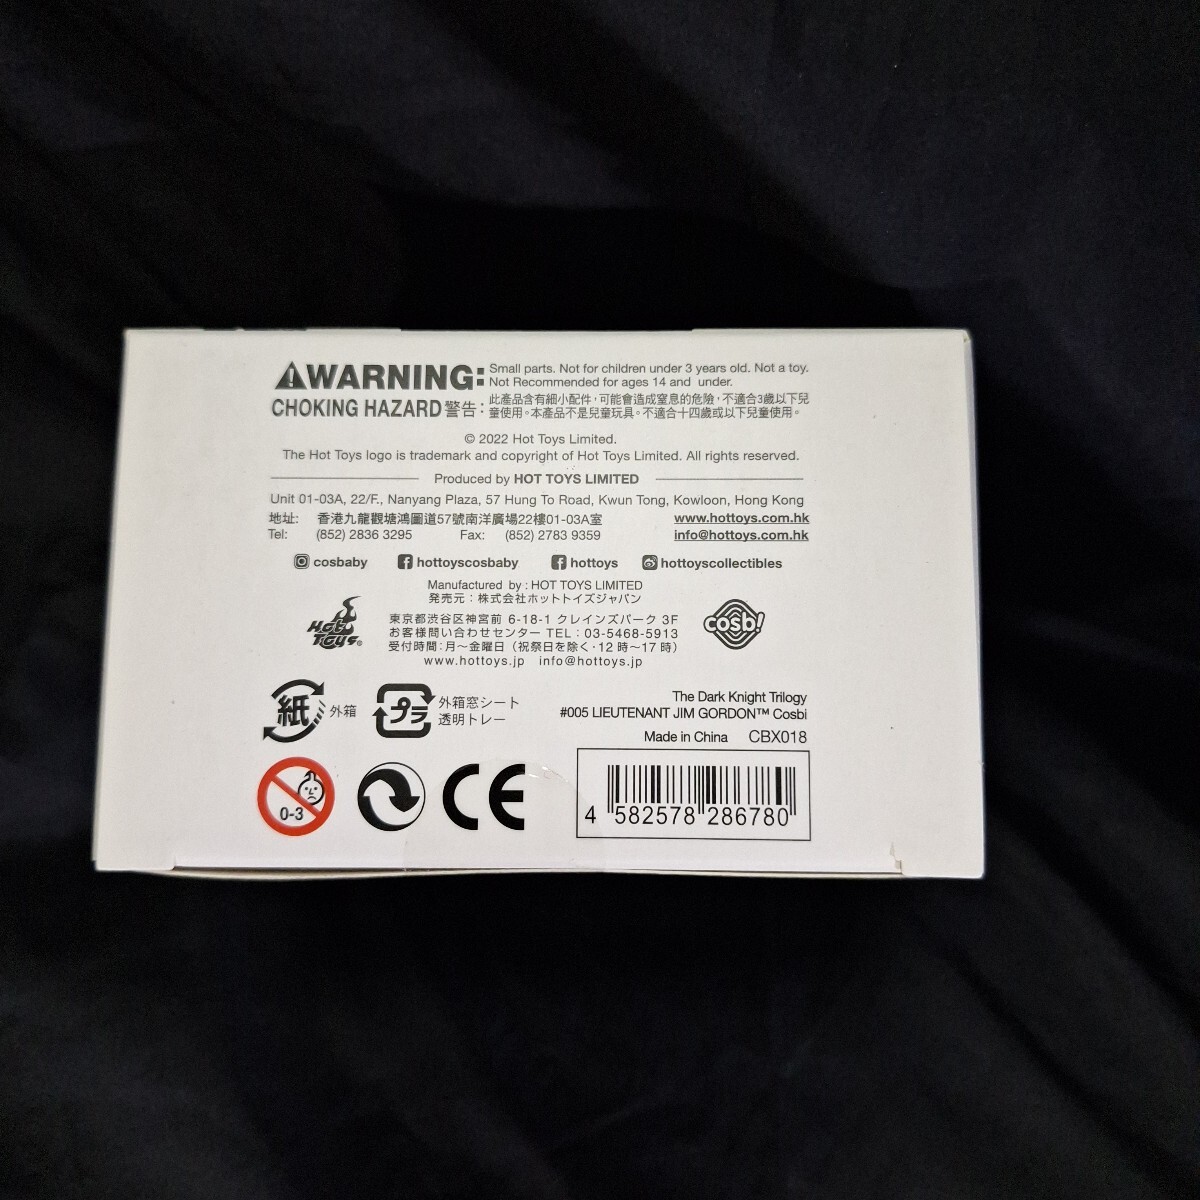 WARNING: Small parts. Not for children under 3 years old. Not a toy.
Not Recommended for ages 14 and under.
CHOKING HAZARD 警告: 此產品含有細小配件，可能會造成窒息的危險，不適合3歲以下兒
童使用。本產品不是兒童玩具。不適合十四歲或以下兒童使用。
© 2022 Hot Toys Limited.
The Hot Toys logo is trademark and copyright of Hot Toys Limited. All rights reserved.
Produced by HOT TOYS LIMITED
Unit 01-03A, 22/F., Nanyang Plaza, 57 Hung To Road, Kwun Tong, Kowloon, Hong Kong
地址: 香港九龍觀塘鴻圖道57號南洋廣場22樓01-03A室 www.hottoys.com.hk
Tel: (852) 2836 3295 Fax: (852) 2783 9359 info@hottoys.com.hk
cosbaby hottoyscosbaby hottoys hottoyscollectibles
Manufactured by : HOT TOYS LIMITED
発売元：株式会社ホットトイズジャパン
東京都渋谷区神宮前 6-18-1 クレインズパーク 3F
お客様問い合わせセンター TEL：03-5468-5913
受付時間：月～金曜日（祝祭日を除く・12時～17時）
www.hottoys.jp info@hottoys.jp
Hot Toys®
cosb!
紙 外箱
プラ 外箱窓シート
透明トレー
The Dark Knight Trilogy
#005 LIEUTENANT JIM GORDON™ Cosbi
Made in China CBX018
0-3
CE
4 582578 286780